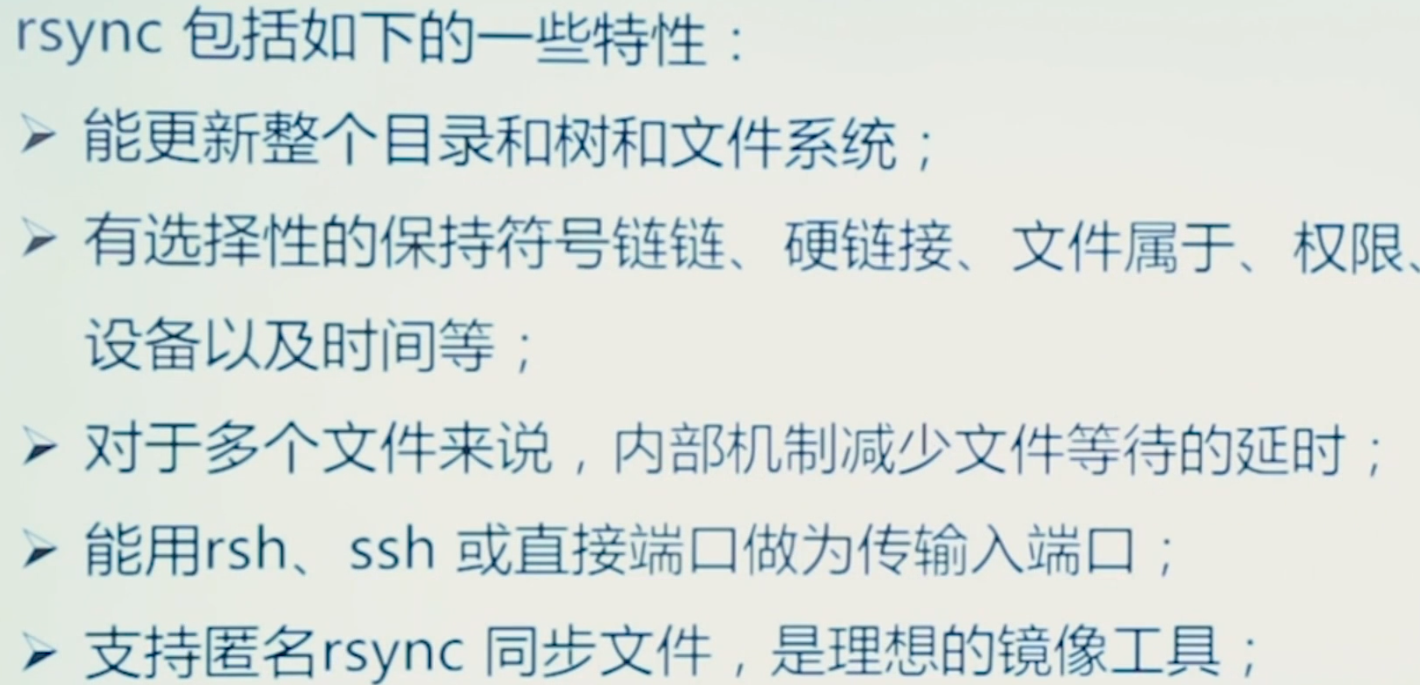 rsync 包括如下的一些特性：
➢ 能更新整个目录和树和文件系统；
➢ 有选择性的保持符号链链、硬链接、文件属于、权限、
设备以及时间等；
➢ 对于多个文件来说，内部机制减少文件等待的延时；
➢ 能用rsh、ssh 或直接端口做为传输入端口；
➢ 支持匿名rsync 同步文件，是理想的镜像工具；